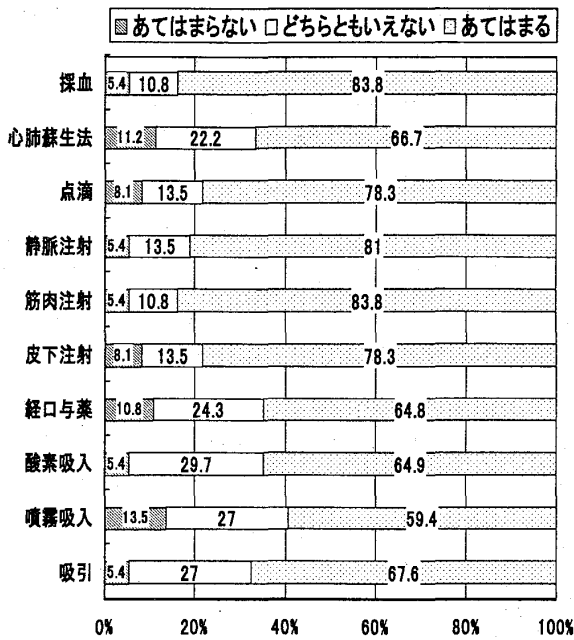 あてはまらない どちらともいえない あてはまる
採血 5.4 10.8 83.8
心肺蘇生法 11.2 22.2 66.7
点滴 8.1 13.5 78.3
静脈注射 5.4 13.5 81
筋肉注射 5.4 10.8 83.8
皮下注射 8.1 13.5 78.3
経口与薬 10.8 24.3 64.8
酸素吸入 5.4 29.7 64.9
噴霧吸入 13.5 27 59.4
吸引 5.4 27 67.6
0% 20% 40% 60% 80% 100%